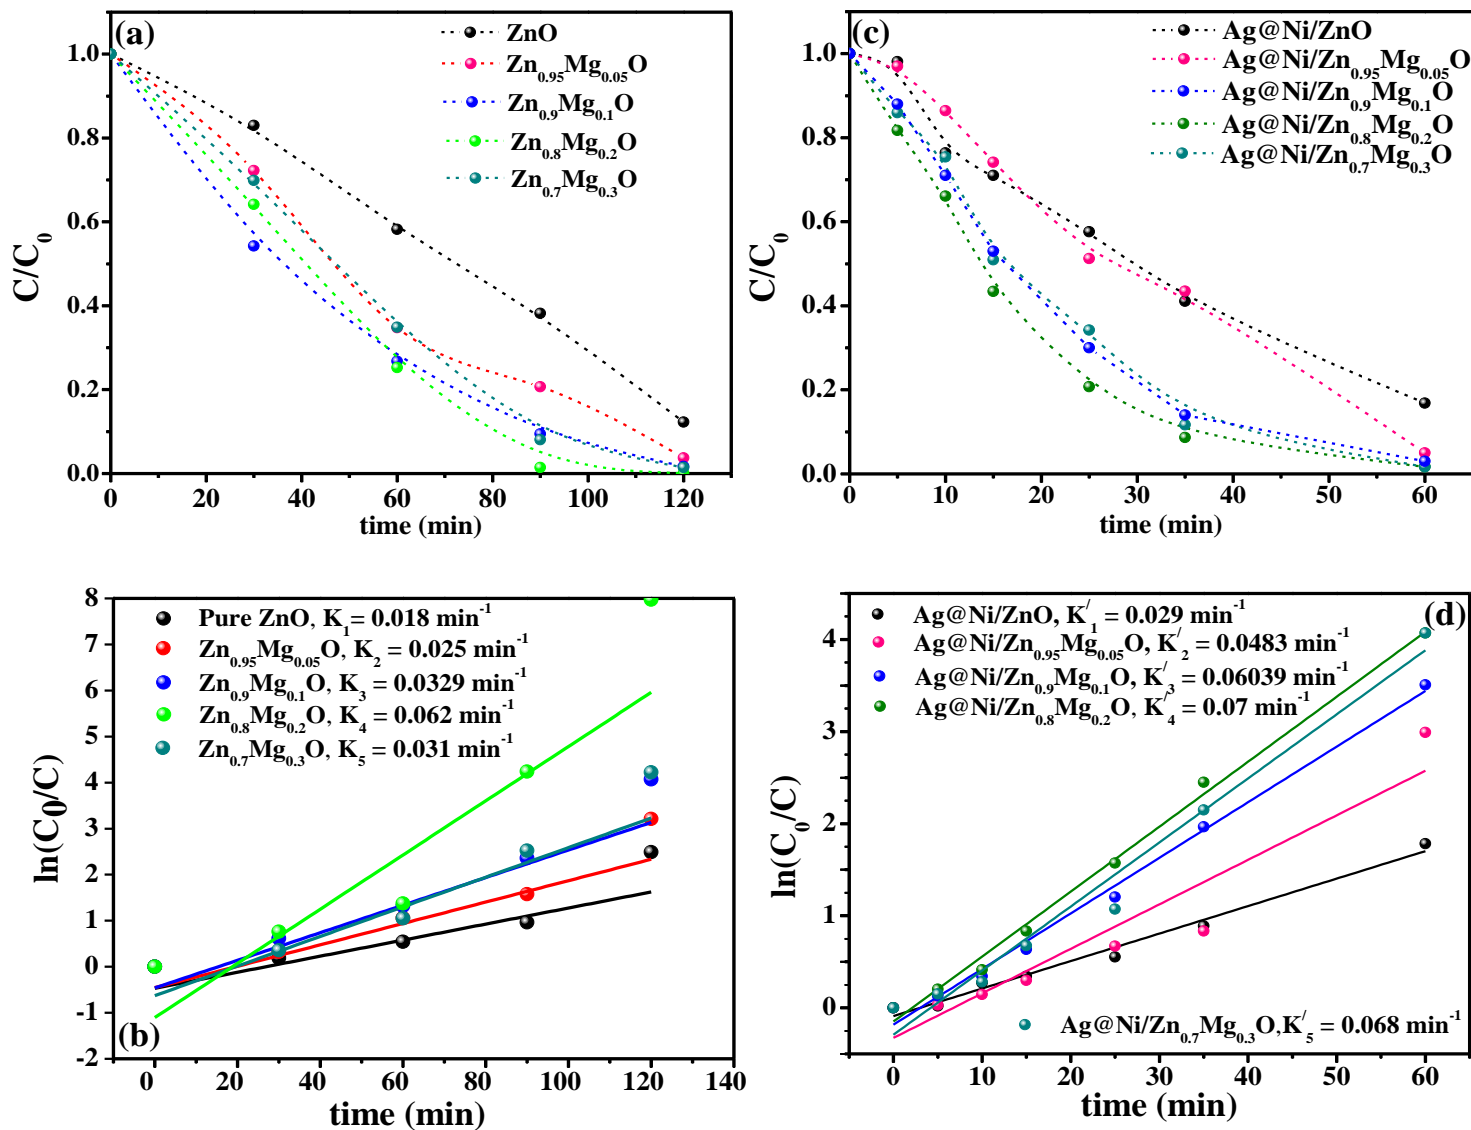 (a)
ZnO
Zn0.95Mg0.05O
Zn0.9Mg0.1O
Zn0.8Mg0.2O
Zn0.7Mg0.3O
1.0
0.8
0.6
0.4
0.2
0.0
C/C0
0 20 40 60 80 100 120
time (min)
(c)
Ag@Ni/ZnO
Ag@Ni/Zn0.95Mg0.05O
Ag@Ni/Zn0.9Mg0.1O
Ag@Ni/Zn0.8Mg0.2O
Ag@Ni/Zn0.7Mg0.3O
1.0
0.8
0.6
0.4
0.2
0.0
C/C0
0 10 20 30 40 50 60
time (min)
Pure ZnO, K1 = 0.018 min-1
Zn0.95Mg0.05O, K2 = 0.025 min-1
Zn0.9Mg0.1O, K3 = 0.0329 min-1
Zn0.8Mg0.2O, K4 = 0.062 min-1
Zn0.7Mg0.3O, K5 = 0.031 min-1
8
7
6
5
4
3
2
1
0
-1
-2
ln(C0/C)
(b)
0 20 40 60 80 100 120 140
time (min)
(d)
Ag@Ni/ZnO, K/1 = 0.029 min-1
Ag@Ni/Zn0.95Mg0.05O, K/2 = 0.0483 min-1
Ag@Ni/Zn0.9Mg0.1O, K/3 = 0.06039 min-1
Ag@Ni/Zn0.8Mg0.2O, K/4 = 0.07 min-1
4
3
2
1
0
ln(C0/C)
Ag@Ni/Zn0.7Mg0.3O,K/5 = 0.068 min-1
0 10 20 30 40 50 60
time (min)